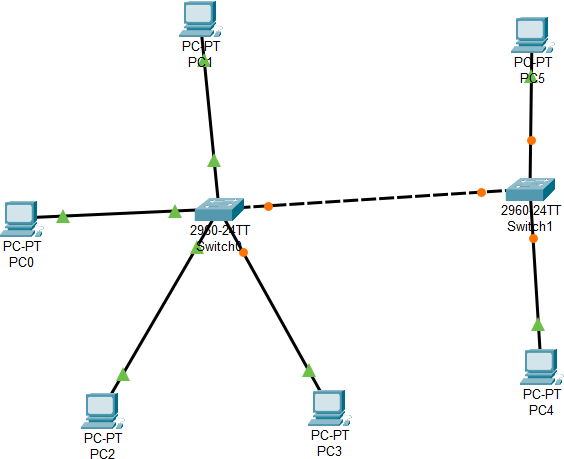 PC-PT
PC1
PC-PT
PC5
2960-24TT
Switch0
2960-24TT
Switch1
PC-PT
PC0
PC-PT
PC4
PC-PT
PC2
PC-PT
PC3